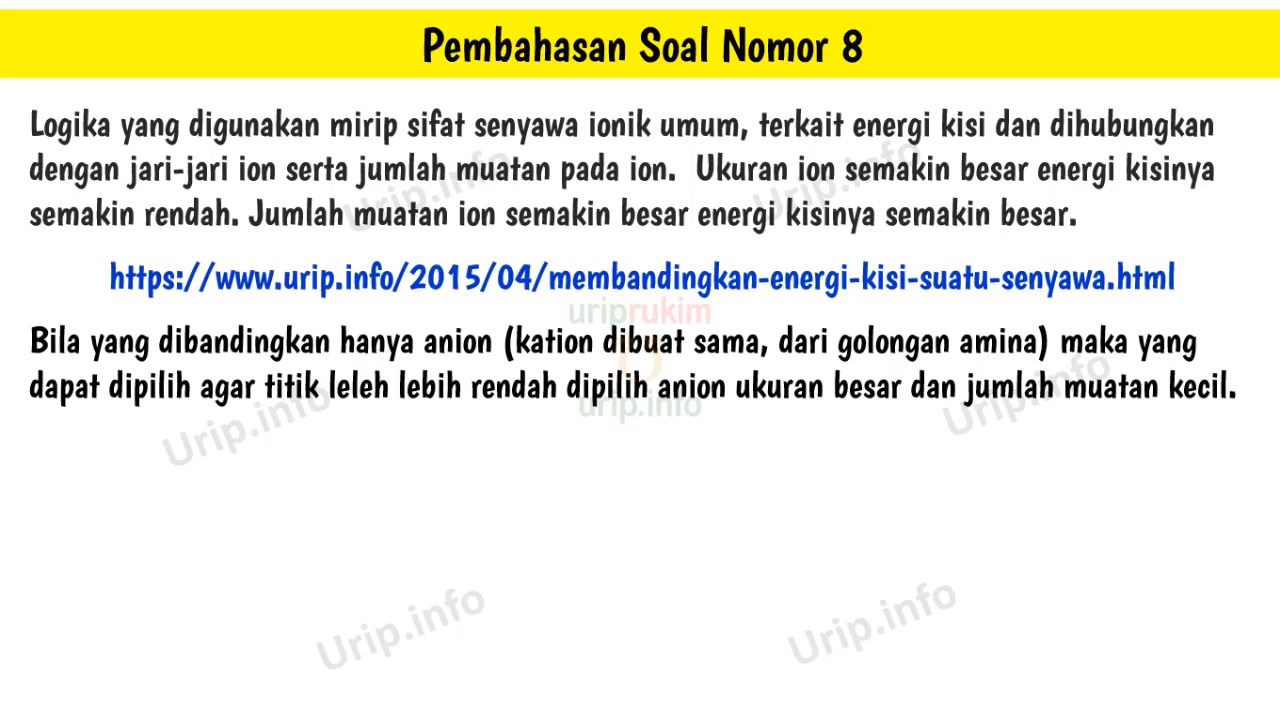 Pembahasan Soal Nomor 8
Logika yang digunakan mirip sifat senyawa ionik umum, terkait energi kisi dan dihubungkan
dengan jari-jari ion serta jumlah muatan pada ion. Ukuran ion semakin besar energi kisinya
semakin rendah. Jumlah muatan ion semakin besar energi kisinya semakin besar.
Urip.info
Urip.info
https://www.urip.info/2015/04/membandingkan-energi-kisi-suatu-senyawa.html
uriprukim
Bila yang dibandingkan hanya anion (kation dibuat sama, dari golongan amina) maka yang
dapat dipilih agar titik leleh lebih rendah dipilih anion ukuran besar dan jumlah muatan kecil.
urip.info
Urip.info
Urip.info
Urip.info
Urip.info